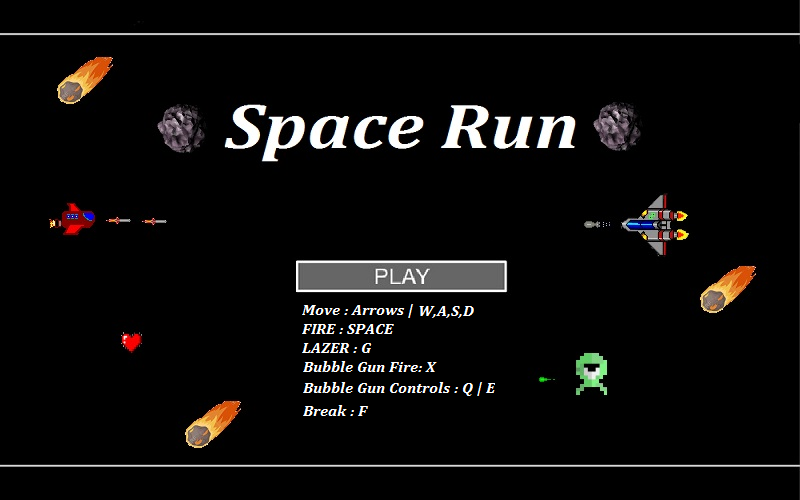 Space Run
PLAY
Move : Arrows | W,A,S,D
FIRE : SPACE
LAZER : G
Bubble Gun Fire: X
Bubble Gun Controls : Q | E
Break : F